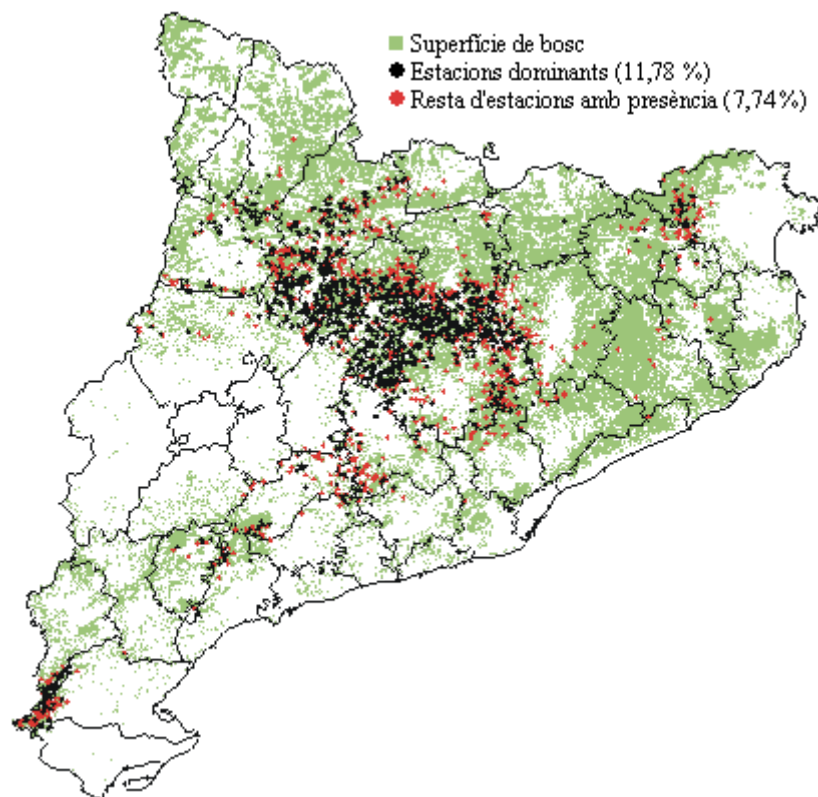 Superfície de bosc
Estacions dominants (11,78 %)
Resta d'estacions amb presència (7,74%)